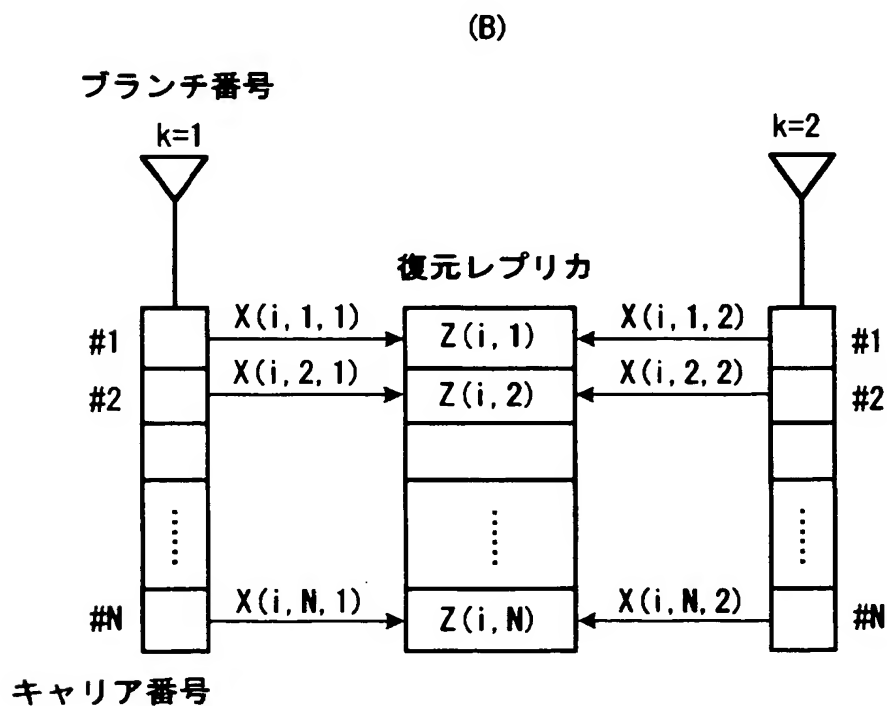 (B)
ブランチ番号
k=1
k=2
復元レプリカ
#1 X(i,1,1) Z(i,1) X(i,1,2) #1
#2 X(i,2,1) Z(i,2) X(i,2,2) #2
......
......
......
#N X(i,N,1) Z(i,N) X(i,N,2) #N
キャリア番号